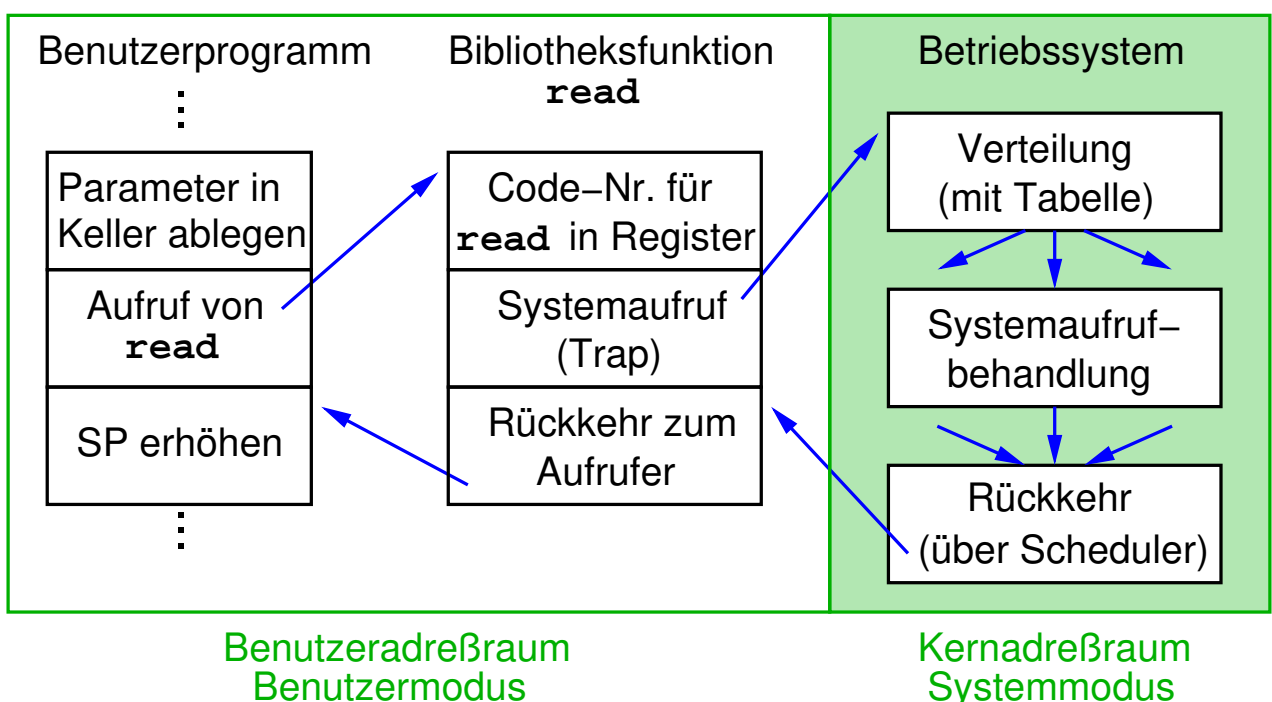 Benutzerprogramm
Parameter in
Keller ablegen
Aufruf von
read
SP erhöhen
Bibliotheksfunktion
read
Code−Nr. für
read in Register
Systemaufruf
(Trap)
Rückkehr zum
Aufrufer
Betriebssystem
Verteilung
(mit Tabelle)
Systemaufruf−
behandlung
Rückkehr
(über Scheduler)
Benutzeradreßraum
Benutzermodus
Kernadreßraum
Systemmodus